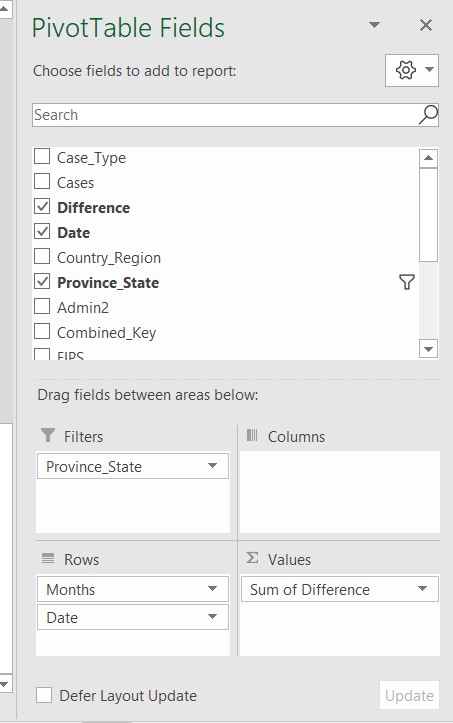 PivotTable Fields
Choose fields to add to report:
Search
Case_Type
Cases
Difference
Date
Country_Region
Province_State
Admin2
Combined_Key
FIPS
Drag fields between areas below:
Filters
Columns
Province_State
Rows
Σ Values
Months
Sum of Difference
Date
Defer Layout Update
Update